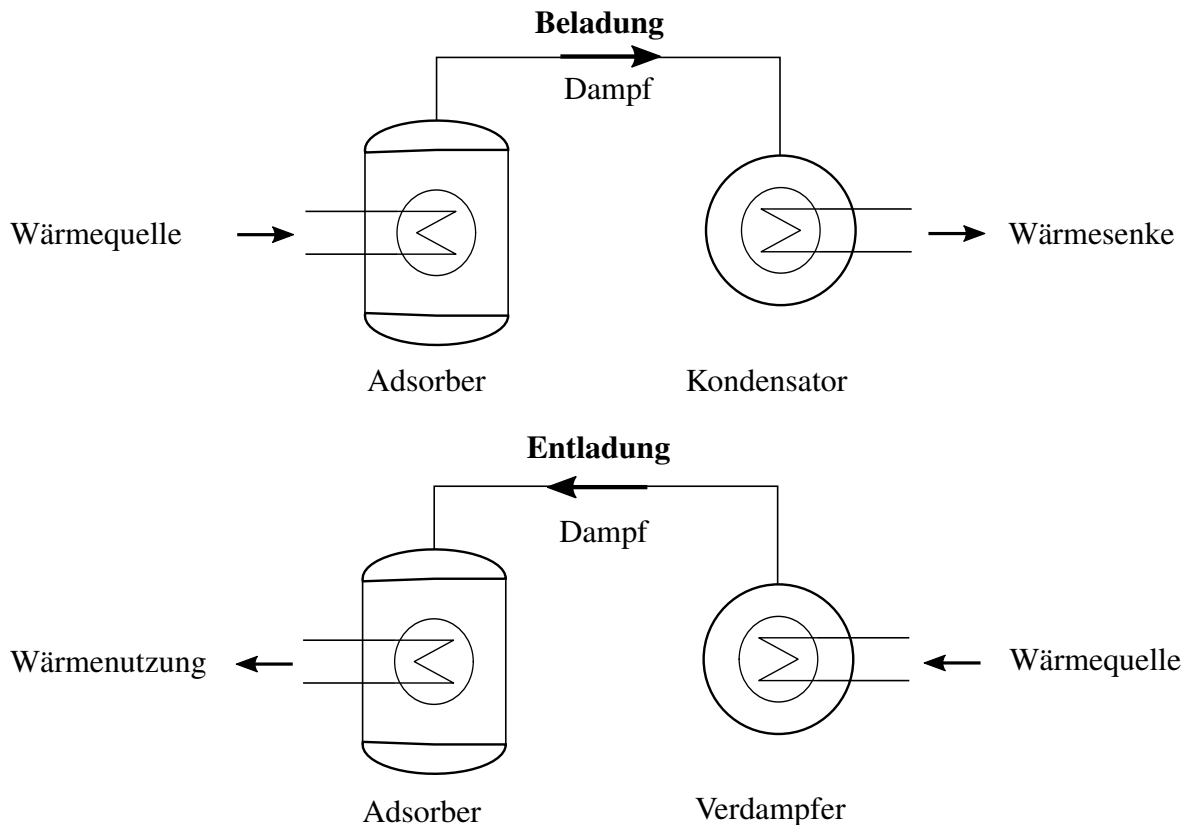 Beladung
Dampf
Wärmequelle
Wärmesenke
Adsorber
Kondensator
Entladung
Dampf
Wärmenutzung
Wärmequelle
Adsorber
Verdampfer